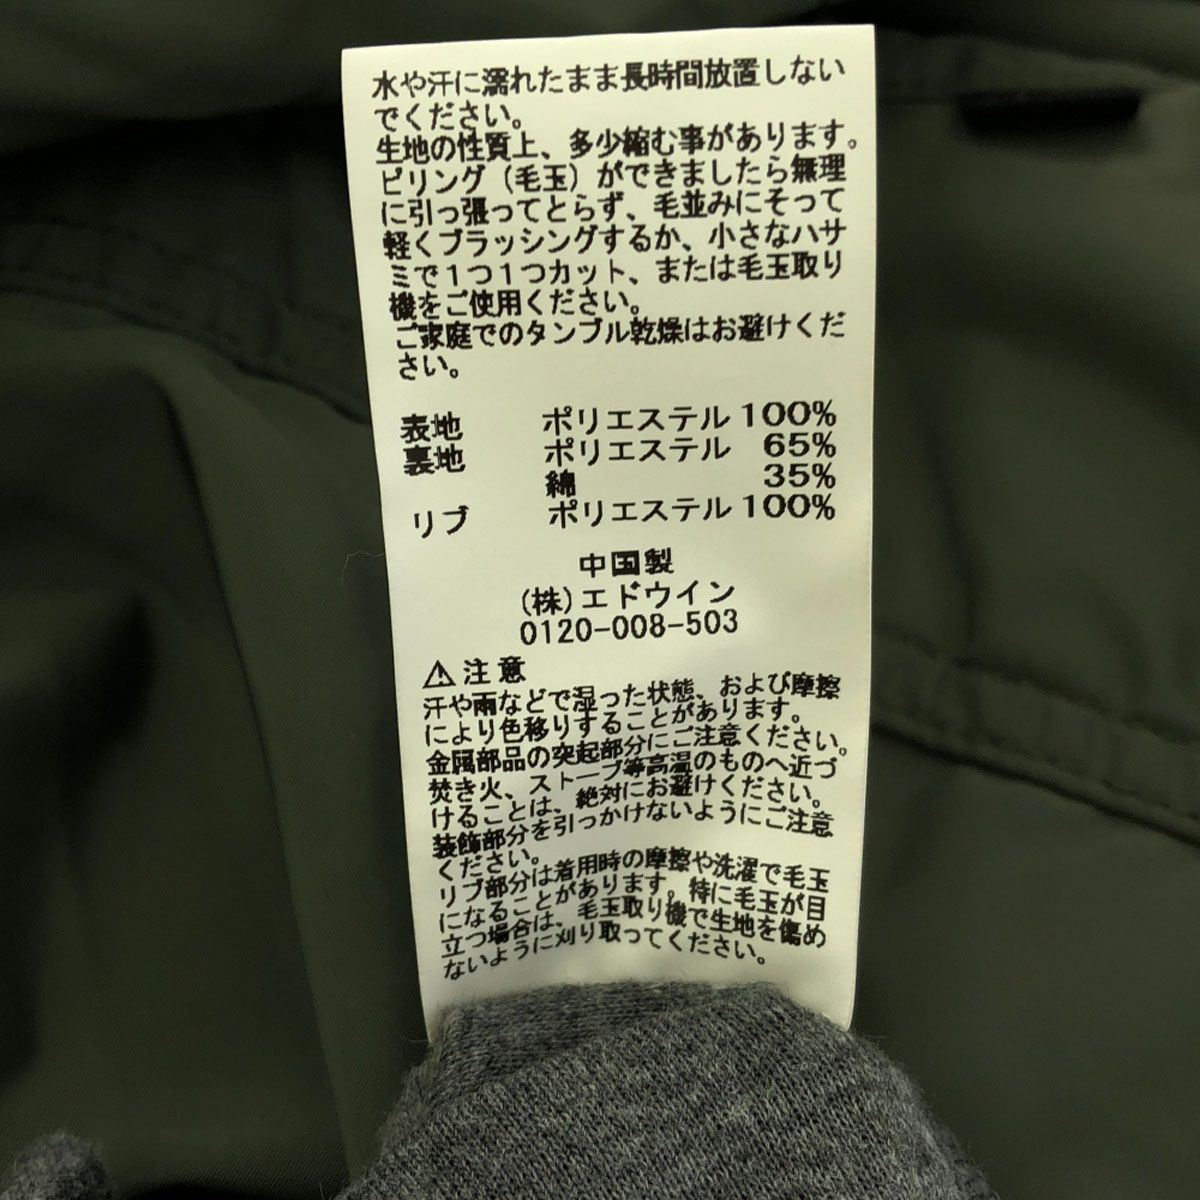 水や汗に濡れたまま長時間放置しない
でください。
生地の性質上、多少縮む事があります。
ピリング（毛玉）ができましたら無理
に引っ張ってとらず、毛並みにそって
軽くブラッシングするか、小さなハサ
ミで１つ１つカット、または毛玉取り
機をご使用ください。
ご家庭でのタンブル乾燥はお避けくだ
さい。
表地 ポリエステル 100%
裏地 ポリエステル 65%
綿 35%
リブ ポリエステル 100%
中国製
(株)エドウイン
0120-008-503
⚠注意
汗や雨などで湿った状態、および摩擦
により色移りすることがあります。
金属部品の突起部分にご注意ください。
焚き火、ストーブ等高温のものへ近づ
けることは、絶対にお避けください。
装飾部分を引っかけないようにご注意
ください。
リブ部分は着用時の摩擦や洗濯で毛玉
になることがあります。特に毛玉が目
立つ場合は、毛玉取り機で生地を傷め
ないように刈り取ってください。